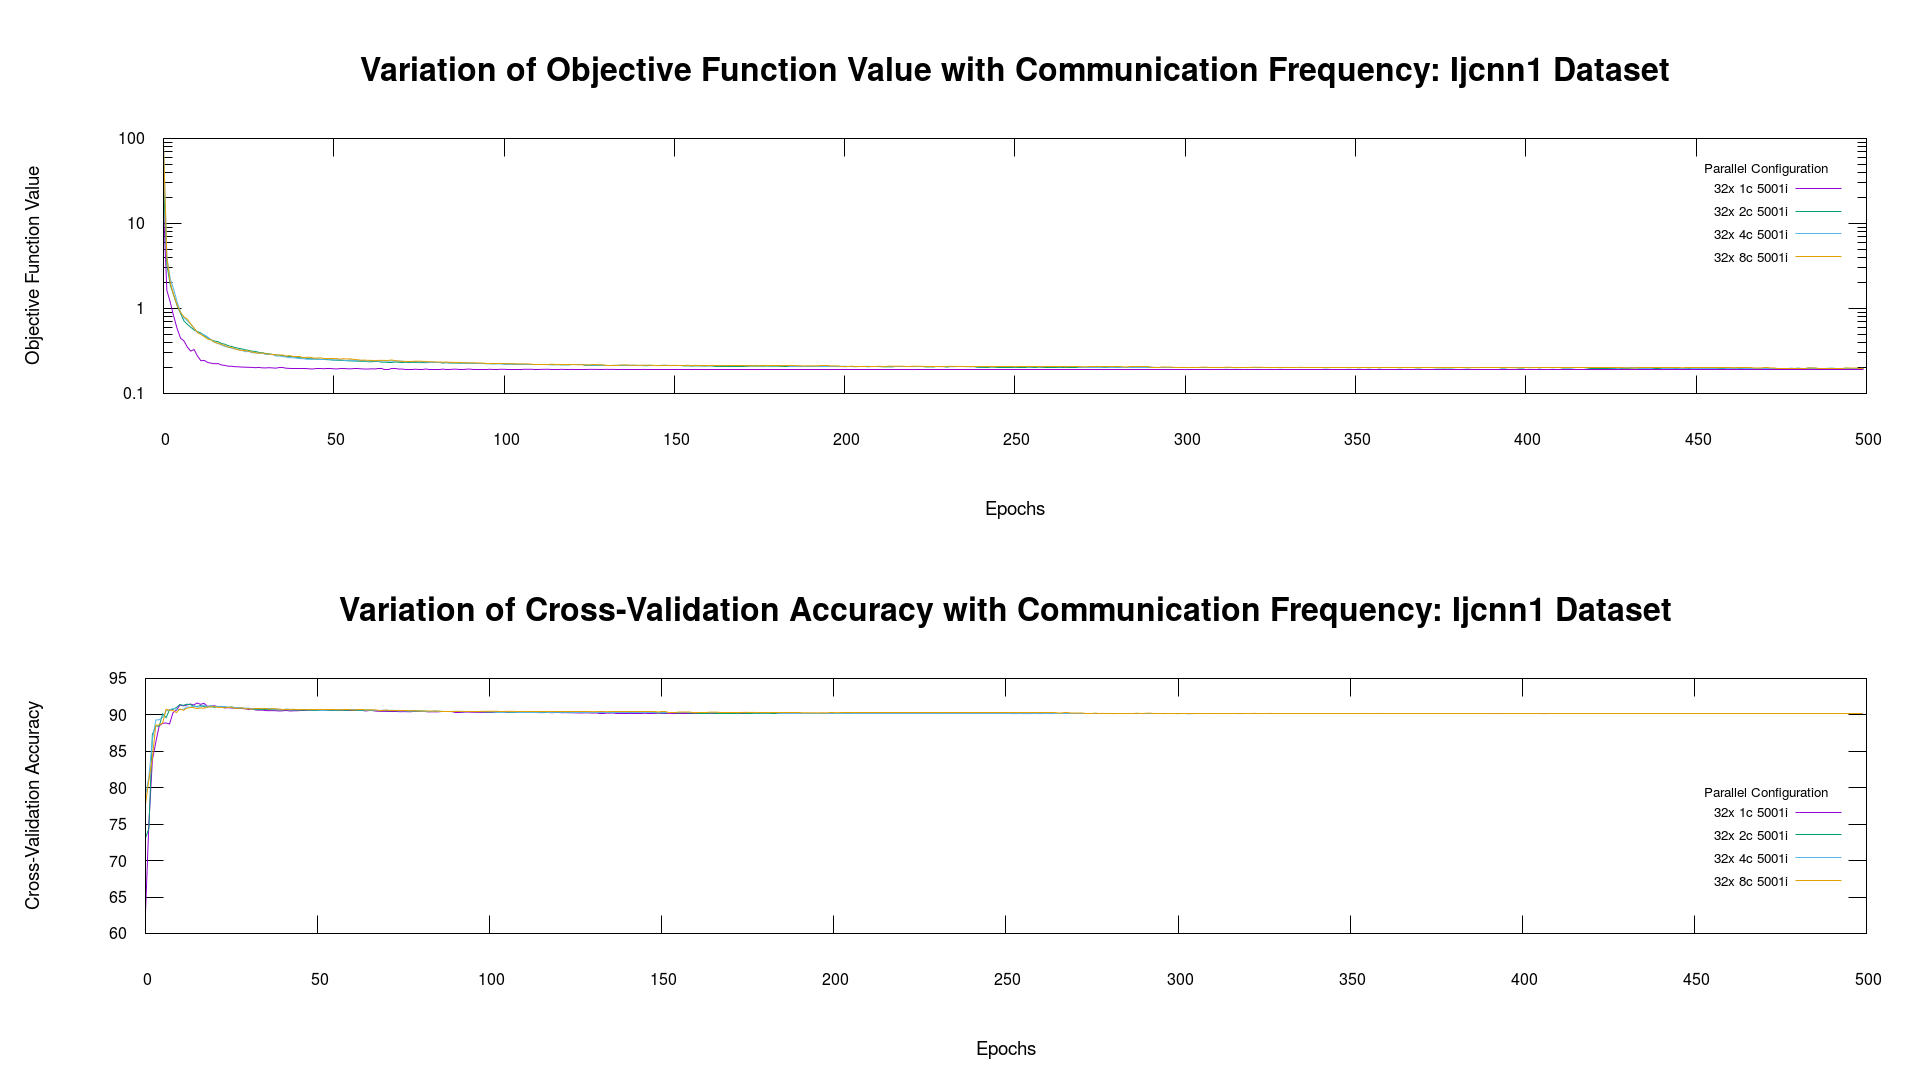 Variation of Objective Function Value with Communication Frequency: Ijcnn1 Dataset
100
10
1
0.1
Objective Function Value
Parallel Configuration
32x 1c 5001i
32x 2c 5001i
32x 4c 5001i
32x 8c 5001i
0 50 100 150 200 250 300 350 400 450 500
Epochs
Variation of Cross-Validation Accuracy with Communication Frequency: Ijcnn1 Dataset
95
90
85
80
75
70
65
60
Cross-Validation Accuracy
Parallel Configuration
32x 1c 5001i
32x 2c 5001i
32x 4c 5001i
32x 8c 5001i
0 50 100 150 200 250 300 350 400 450 500
Epochs